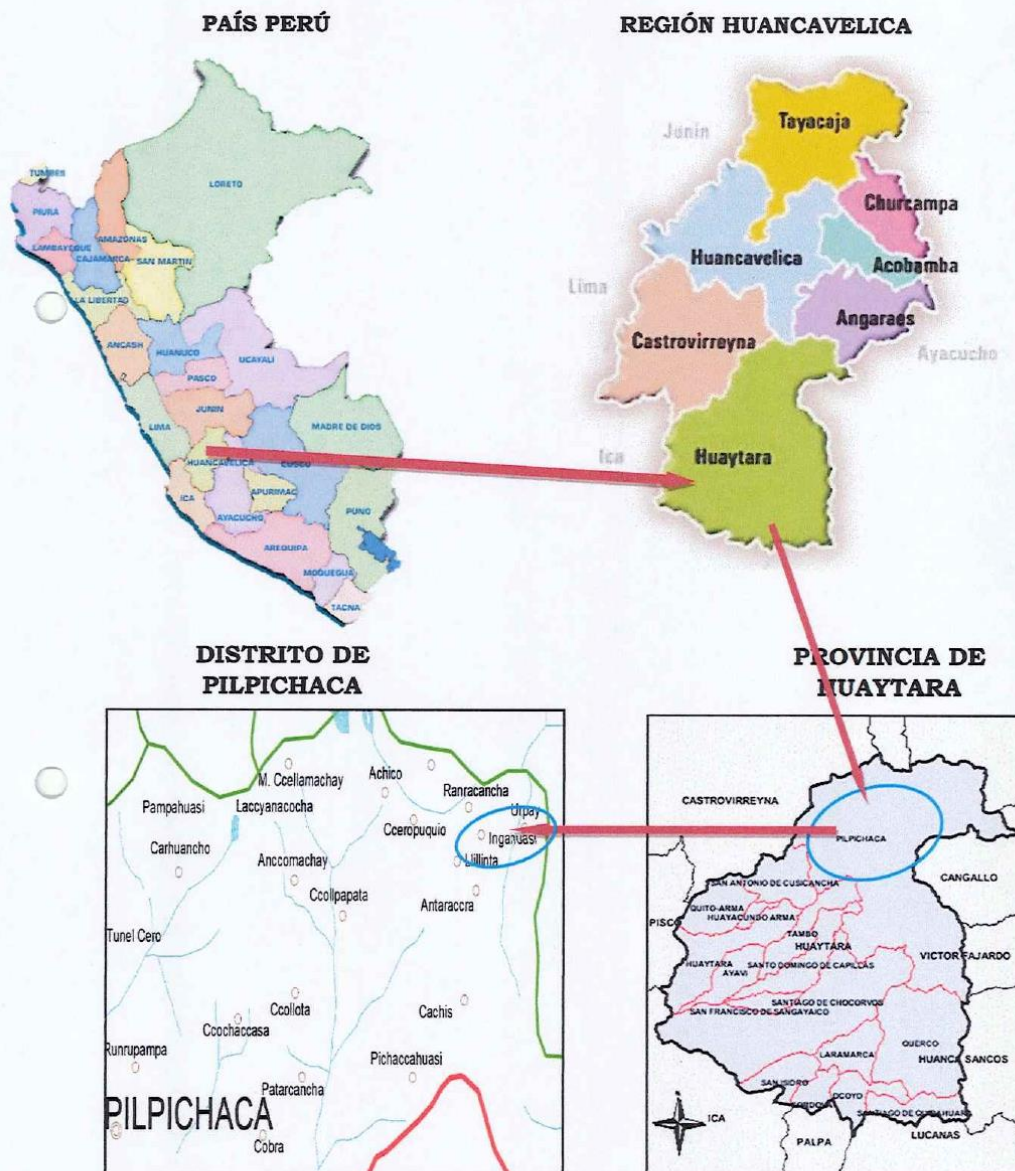 PAÍS PERÚ
REGIÓN HUANCAVELICA
TUMBES
PIURA
LAMBAYEQUE
CAJAMARCA
AMAZONAS
SAN MARTIN
LORETO
LA LIBERTAD
ANCASH
HUANUCO
UCAYALI
PASCO
JUNIN
LIMA
MADRE DE DIOS
HUANCAVELICA
CUSCO
ICA
APURIMAC
AYACUCHO
PUNO
AREQUIPA
MOQUEGUA
TACNA
Junín
Tayacaja
Churcampa
Huancavelica
Acobamba
Lima
Angaraes
Castrovirreyna
Ayacucho
Ica
Huaytara
DISTRITO DE
PILPICHACA
PROVINCIA DE
HUAYTARA
M. Ccellamachay
Achico
Ranracancha
Pampahuasi
Laccyanacocha
Urpay
Cceropuquio
Ingahuasi
Carhuancho
Anccomachay
Llillinta
Ccollpapata
Antaraccra
Tunel Cero
Ccollota
Cachis
Ccochaccasa
Runrupampa
Pichaccahuasi
Patarcancha
PILPICHACA
Cobra
CASTROVIRREYNA
PILPICHACA
CANGALLO
SAN ANTONIO DE CUSICANCHA
QUITO-ARMA
HUAYACUNDO ARMA
PISCO
TAMBO
HUAYTARA
VICTOR FAJARDO
HUAYTARA
AYAVI
SANTO DOMINGO DE CAPILLAS
SANTIAGO DE CHOCORVOS
SAN FRANCISCO DE SANGAYAICO
QUERCO
LARAMARCA
HUANCA SANCOS
SAN ISIDRO
OCOYO
CORDOVA
ICA
LUCANAS
PALPA